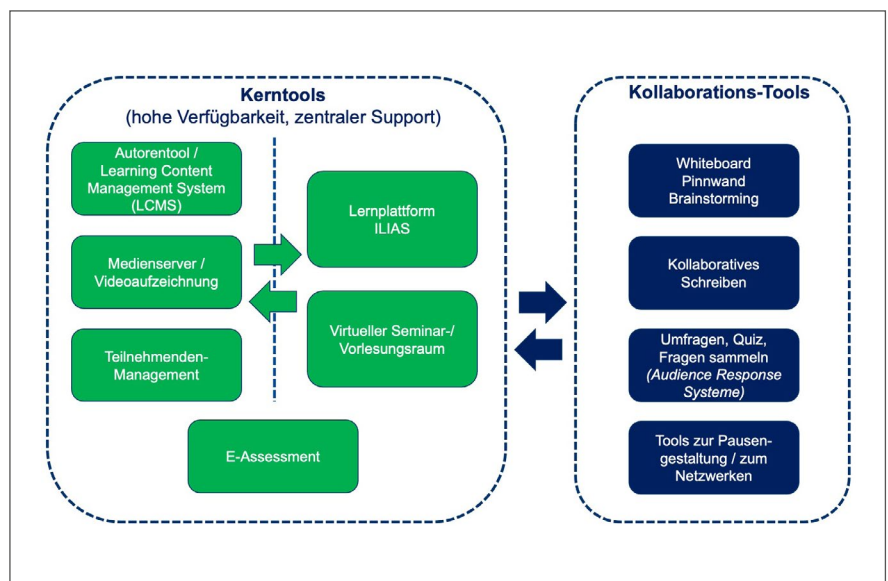 Kerntools
(hohe Verfügbarkeit, zentraler Support)
Autorentool /
Learning Content
Management System
(LCMS)
Medienserver /
Videoaufzeichnung
Teilnehmenden-
Management
Lernplattform
ILIAS
Virtueller Seminar-/
Vorlesungsraum
E-Assessment
Kollaborations-Tools
Whiteboard
Pinnwand
Brainstorming
Kollaboratives
Schreiben
Umfragen, Quiz,
Fragen sammeln
(Audience Response
Systeme)
Tools zur Pausen-
gestaltung / zum
Netzwerken